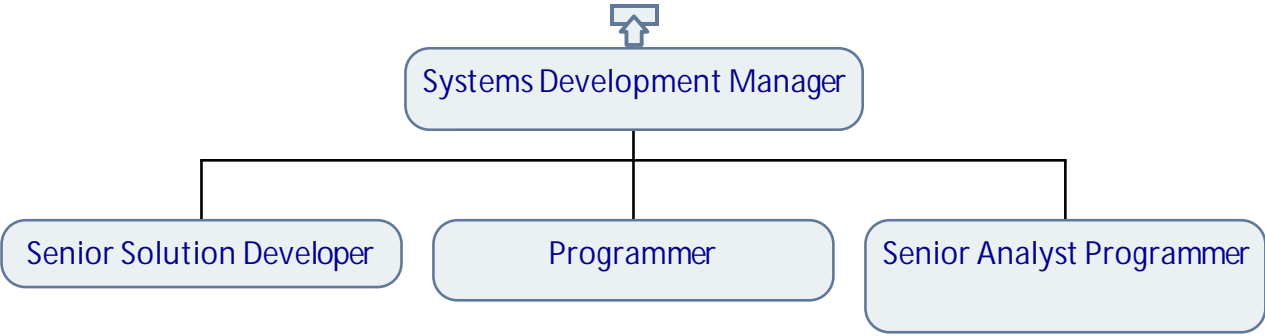 Systems Development Manager
Senior Solution Developer
Programmer
Senior Analyst Programmer